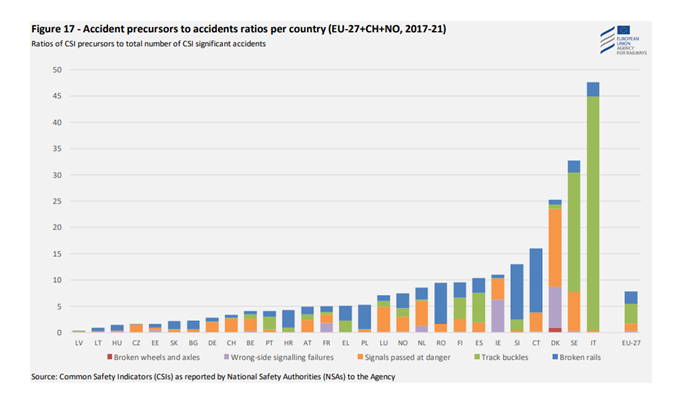 Figure 17 - Accident precursors to accidents ratios per country (EU-27+CH+NO, 2017-21)
Ratios of CSI precursors to total number of CSI significant accidents
EUROPEAN
UNION
AGENCY
FOR RAILWAYS
50
45
40
35
30
25
20
15
10
5
0
LV LT HU CZ EE SK BG DE CH BE PT HR AT FR EL PL LU NO NL RO FI ES IE SI CT DK SE IT EU-27
Broken wheels and axles Wrong-side signalling failures Signals passed at danger Track buckles Broken rails
Source: Common Safety Indicators (CSIs) as reported by National Safety Authorities (NSAs) to the Agency